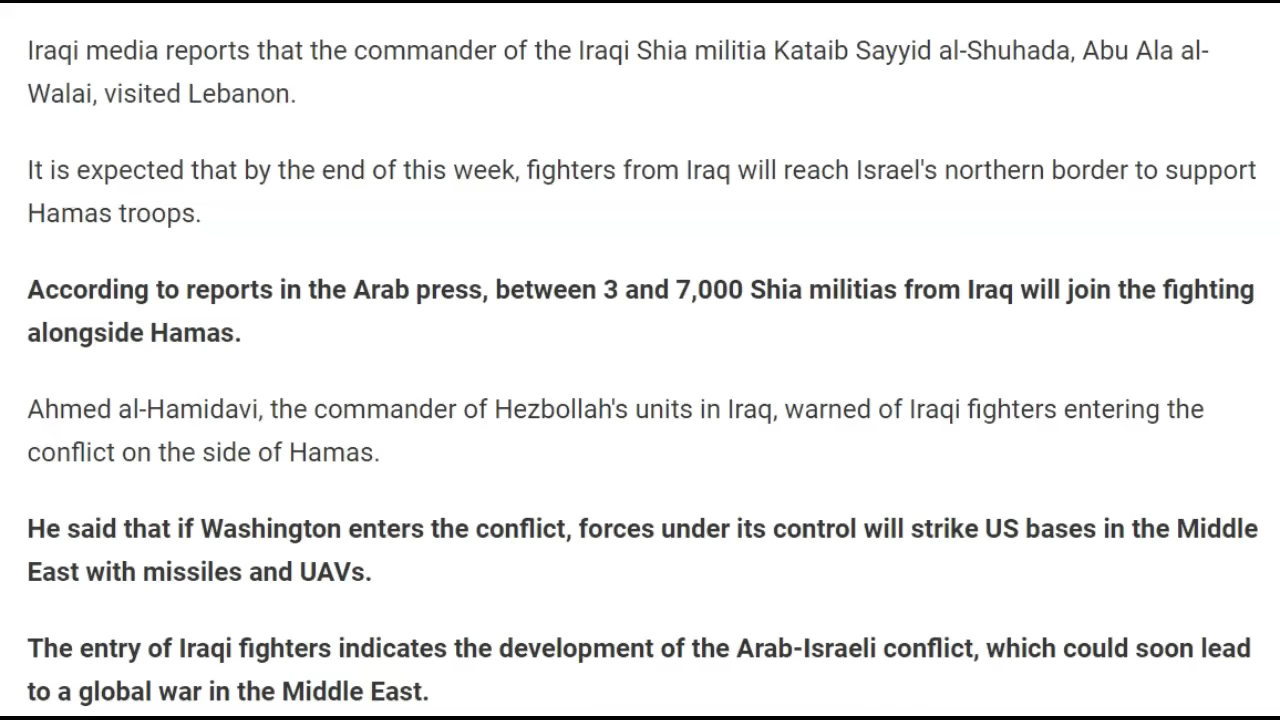 Iraqi media reports that the commander of the Iraqi Shia militia Kataib Sayyid al-Shuhada, Abu Ala al-
Walai, visited Lebanon.
It is expected that by the end of this week, fighters from Iraq will reach Israel's northern border to support
Hamas troops.
According to reports in the Arab press, between 3 and 7,000 Shia militias from Iraq will join the fighting
alongside Hamas.
Ahmed al-Hamidavi, the commander of Hezbollah's units in Iraq, warned of Iraqi fighters entering the
conflict on the side of Hamas.
He said that if Washington enters the conflict, forces under its control will strike US bases in the Middle
East with missiles and UAVs.
The entry of Iraqi fighters indicates the development of the Arab-Israeli conflict, which could soon lead
to a global war in the Middle East.